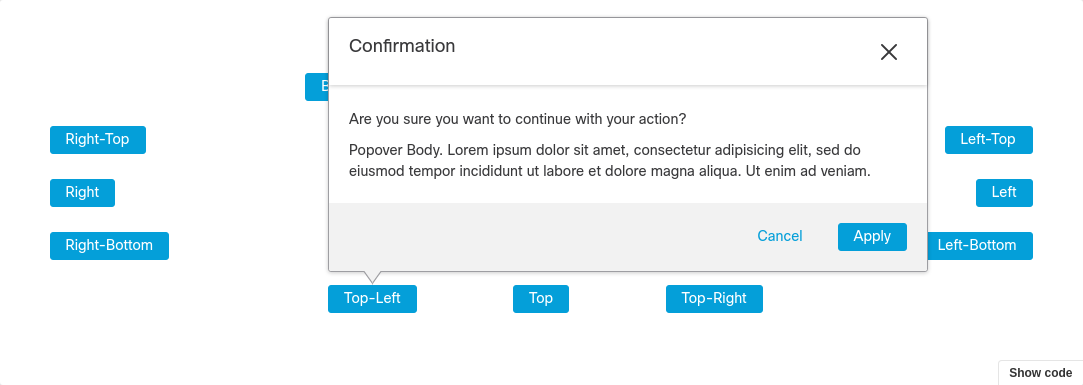 Confirmation
Are you sure you want to continue with your action?
Popover Body. Lorem ipsum dolor sit amet, consectetur adipisicing elit, sed do
eiusmod tempor incididunt ut labore et dolore magna aliqua. Ut enim ad veniam.
Cancel Apply
Right-Top
Left-Top
Right
Left
Right-Bottom
Left-Bottom
Top-Left Top Top-Right
Show code